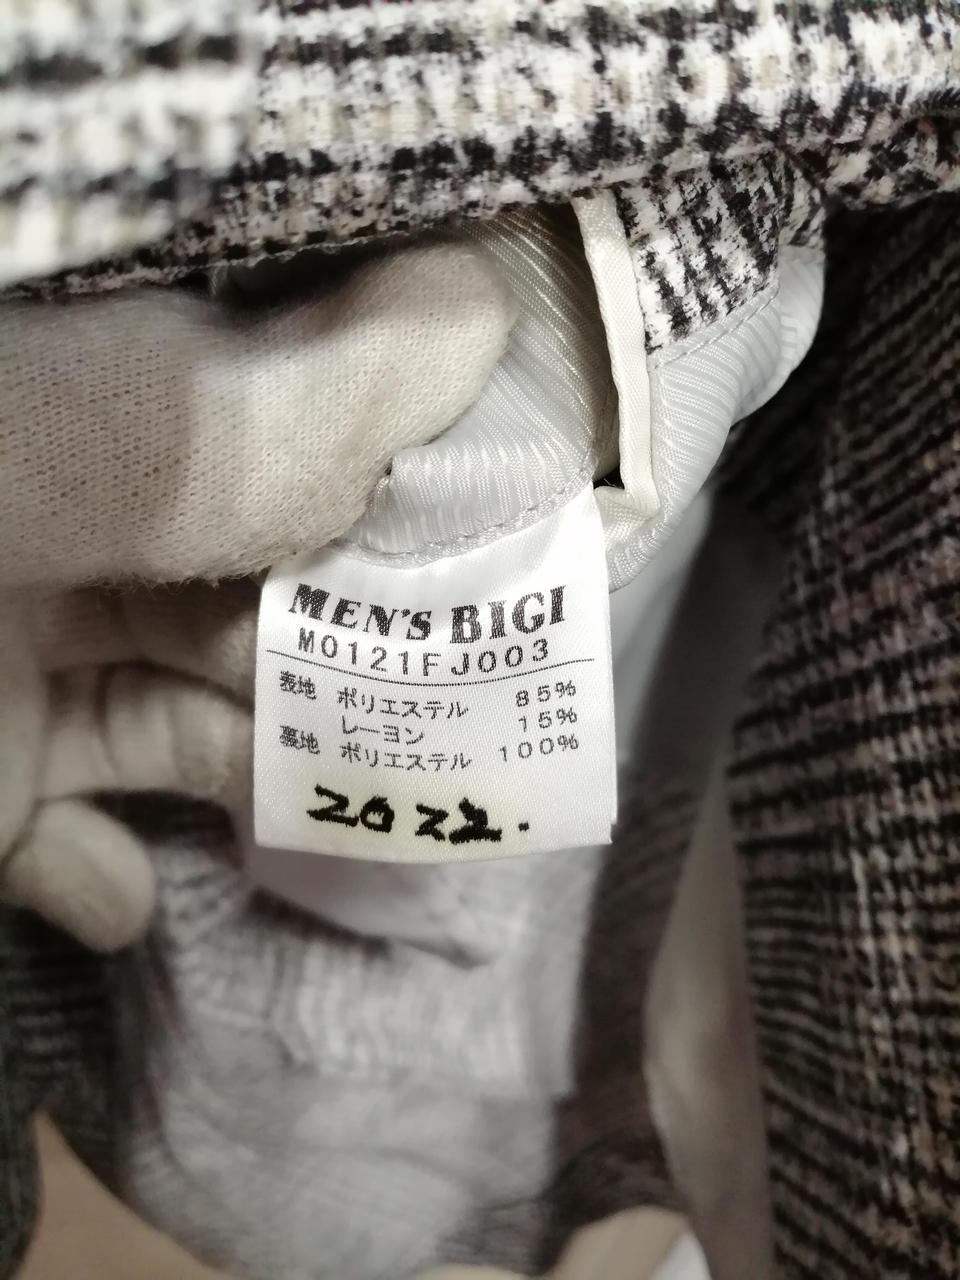 MEN'S BIGI
M0121FJ003
表地 ポリエステル 85%
レーヨン 15%
裏地 ポリエステル 100%
2022.